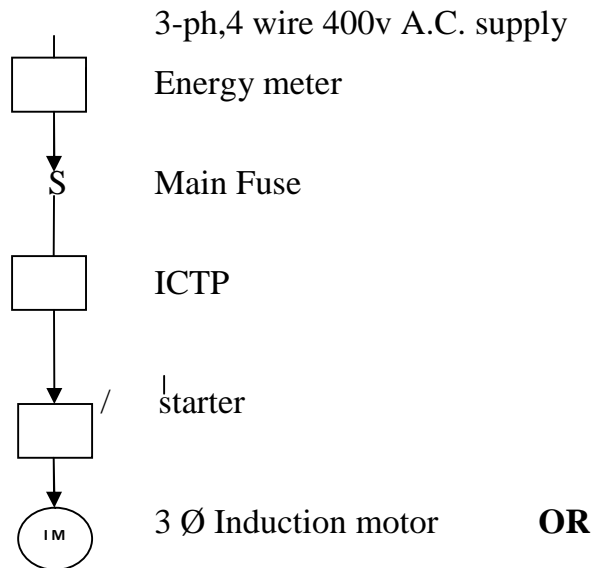 3-ph,4 wire 400v A.C. supply
Energy meter
S Main Fuse
ICTP
/ starter
IM 3 Ø Induction motor OR